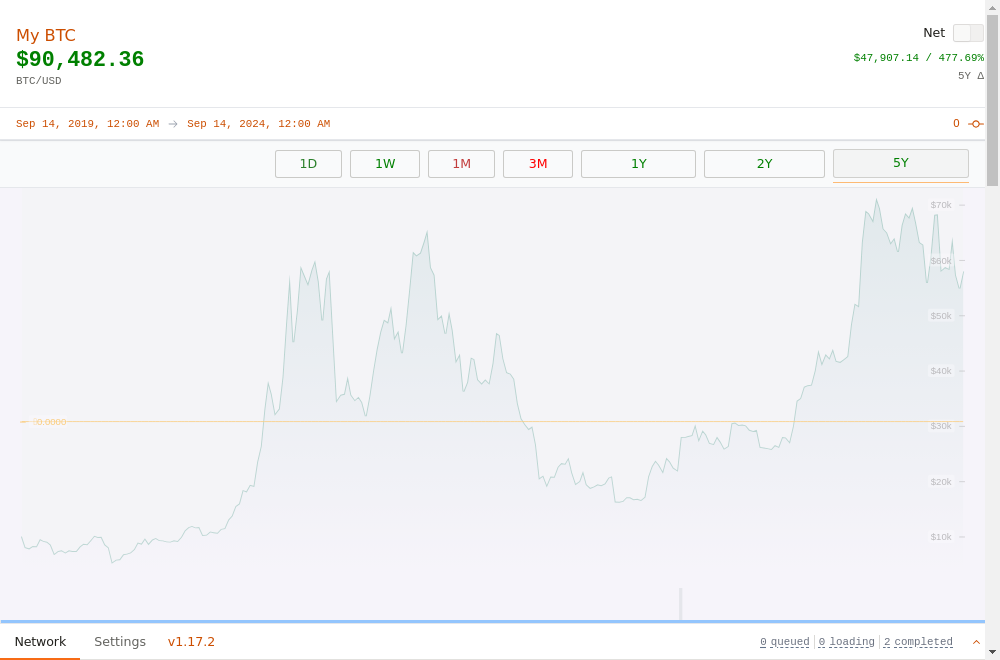 My BTC
Net
$90,482.36
$47,907.14 / 477.69%
BTC/USD
5Y Δ
Sep 14, 2019, 12:00 AM → Sep 14, 2024, 12:00 AM
0
1D 1W 1M 3M 1Y 2Y 5Y
$70k
$60k
$50k
$40k
$30k
$20k
$10k
Network Settings v1.17.2
0 queued 0 loading 2 completed